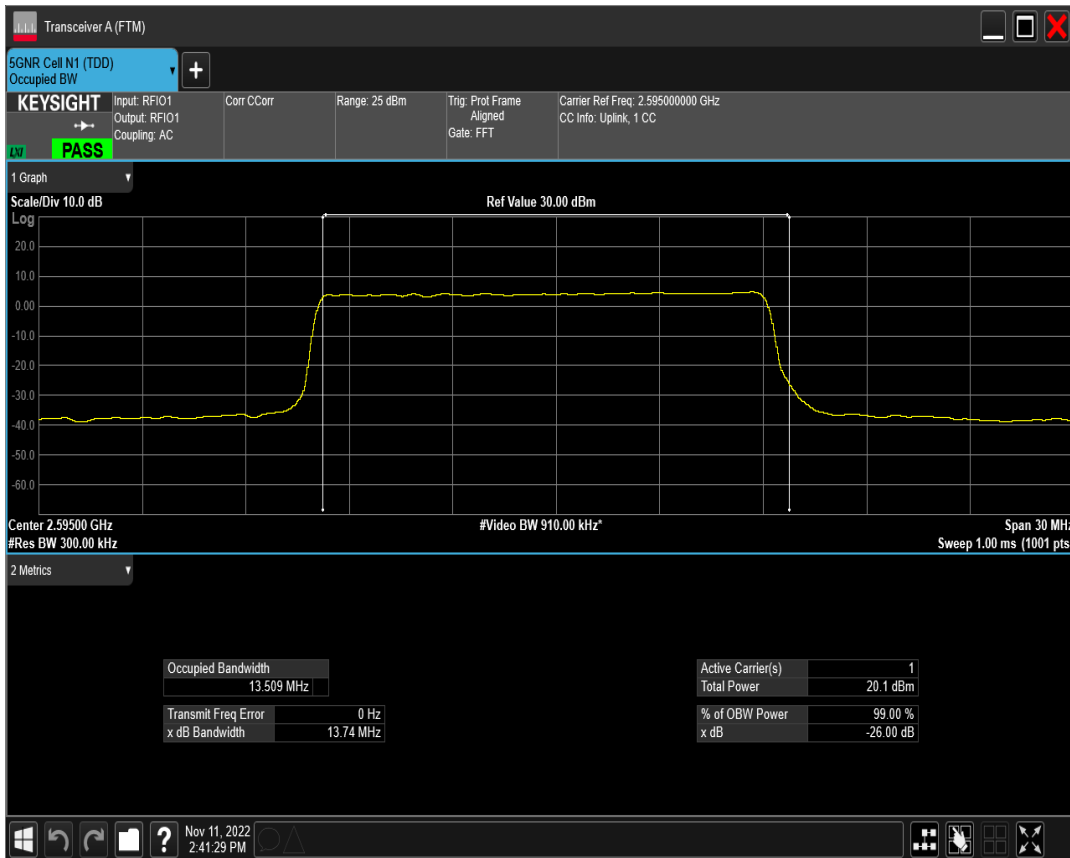 Transceiver A (FTM)
5GNR Cell N1 (TDD)
Occupied BW
+
KEYSIGHT
LXI
PASS
Input: RFIO1
Output: RFIO1
Coupling: AC
Corr CCorr
Range: 25 dBm
Trig: Prot Frame
Aligned
Gate: FFT
Carrier Ref Freq: 2.595000000 GHz
CC Info: Uplink, 1 CC
1 Graph
Scale/Div 10.0 dB
Ref Value 30.00 dBm
Log
20.0
10.0
0.00
-10.0
-20.0
-30.0
-40.0
-50.0
-60.0
Center 2.59500 GHz
#Video BW 910.00 kHz*
Span 30 MHz
#Res BW 300.00 kHz
Sweep 1.00 ms (1001 pts
2 Metrics
Occupied Bandwidth
13.509 MHz
Transmit Freq Error 0 Hz
x dB Bandwidth 13.74 MHz
Active Carrier(s) 1
Total Power 20.1 dBm
% of OBW Power 99.00 %
x dB -26.00 dB
?
Nov 11, 2022
2:41:29 PM